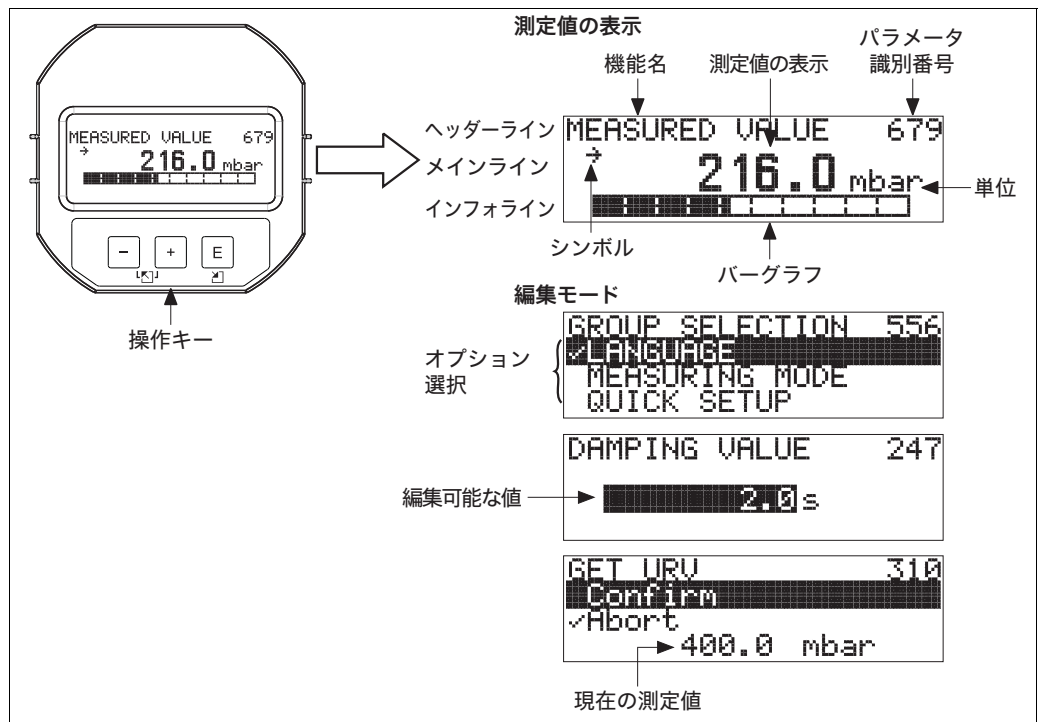 MEASURED VALUE 679
216.0 mbar
- + E
操作キー
測定値の表示
機能名
測定値の表示
パラメータ
識別番号
ヘッダーライン
メインライン
インフォライン
MEASURED VALUE 679
216.0 mbar
単位
シンボル
バーグラフ
編集モード
オプション
選択
GROUP SELECTION 556
✓LANGUAGE
MEASURING MODE
QUICK SETUP
DAMPING VALUE 247
編集可能な値
2.0 s
GET URV 310
Confirm
✓Abort
400.0 mbar
現在の測定値